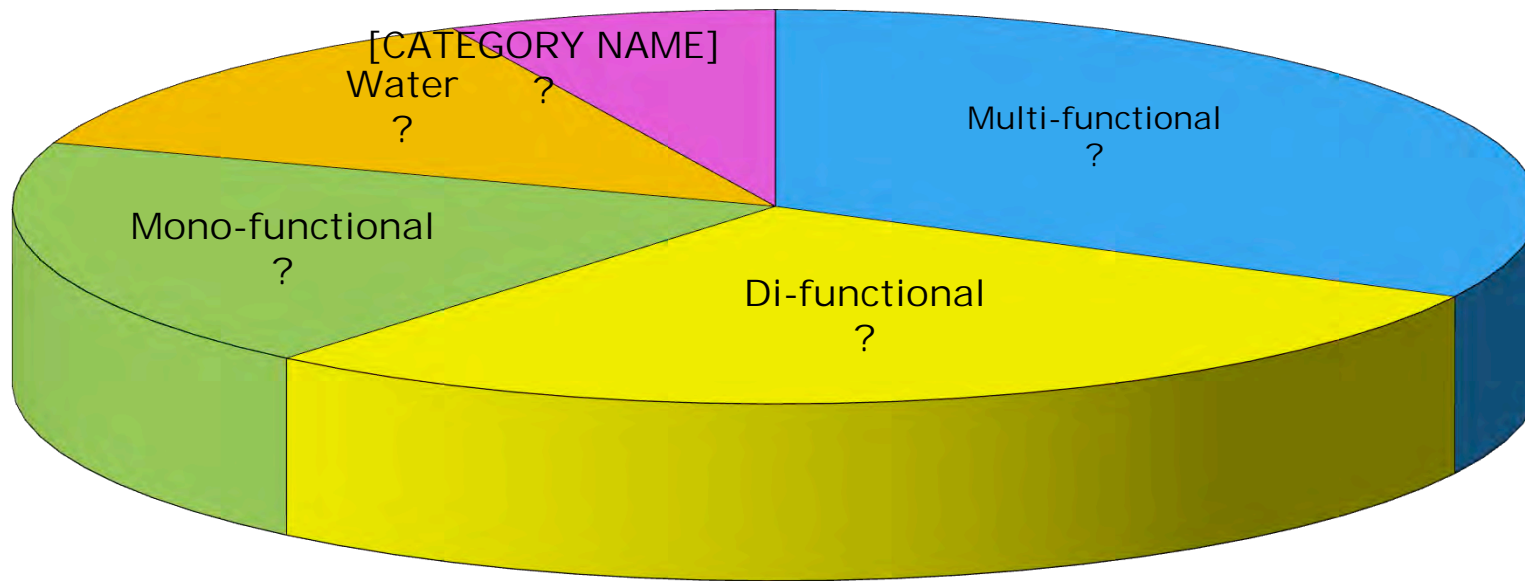 [CATEGORY NAME]
?
Water
?
Multi-functional
?
Mono-functional
?
Di-functional
?